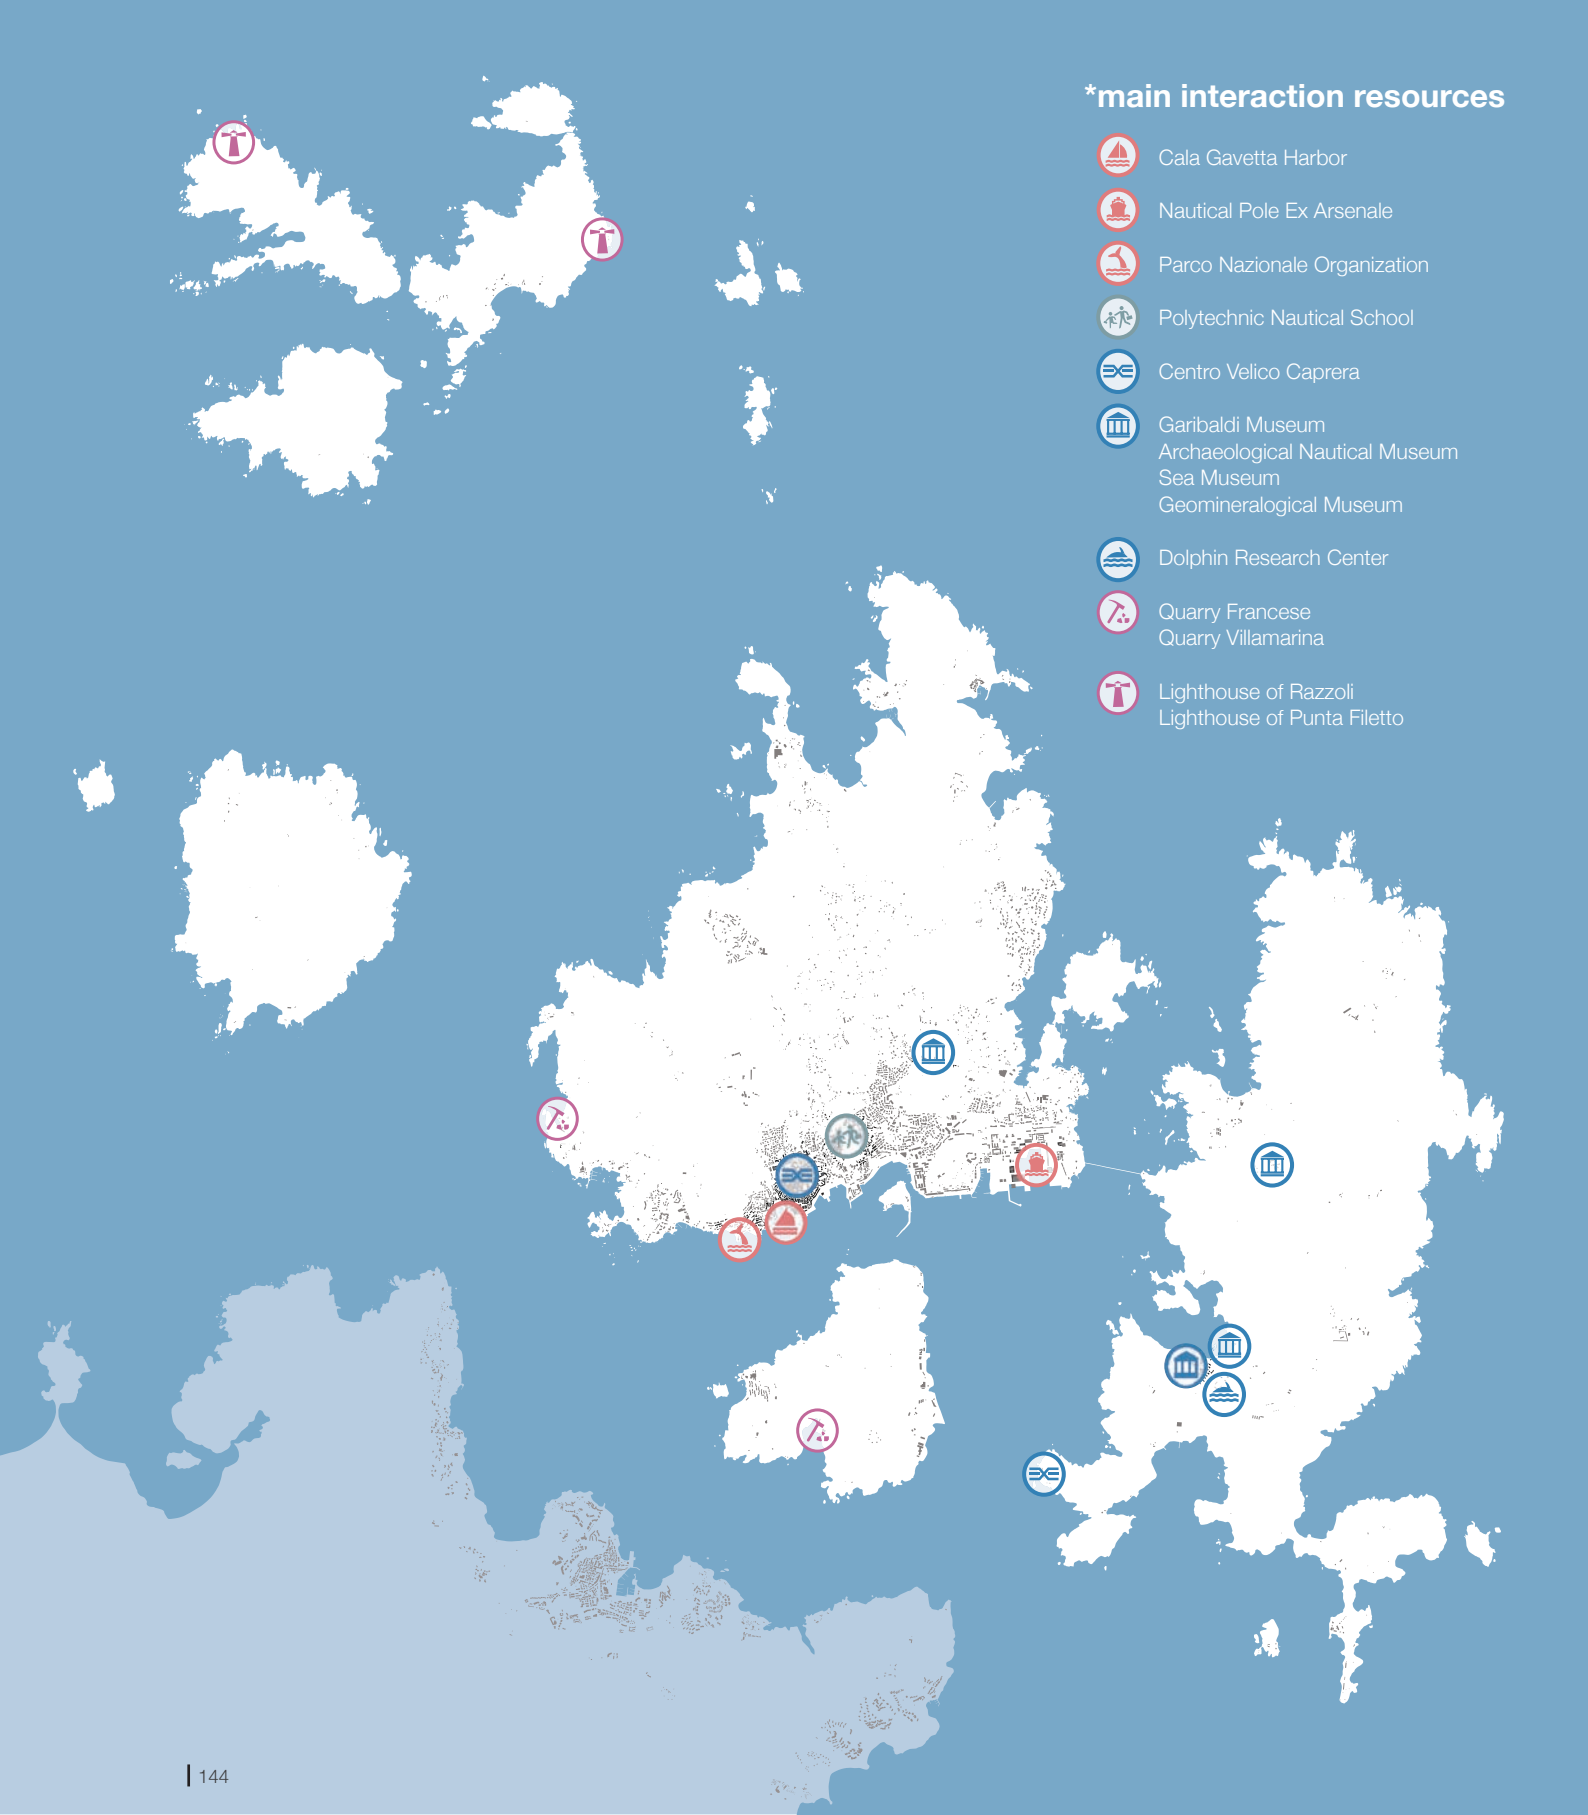 *main interaction resources
Cala Gavetta Harbor
Nautical Pole Ex Arsenale
Parco Nazionale Organization
Polytechnic Nautical School
Centro Velico Caprera
Garibaldi Museum
Archaeological Nautical Museum
Sea Museum
Geomineralogical Museum
Dolphin Research Center
Quarry Francese
Quarry Villamarina
Lighthouse of Razzoli
Lighthouse of Punta Filetto
144